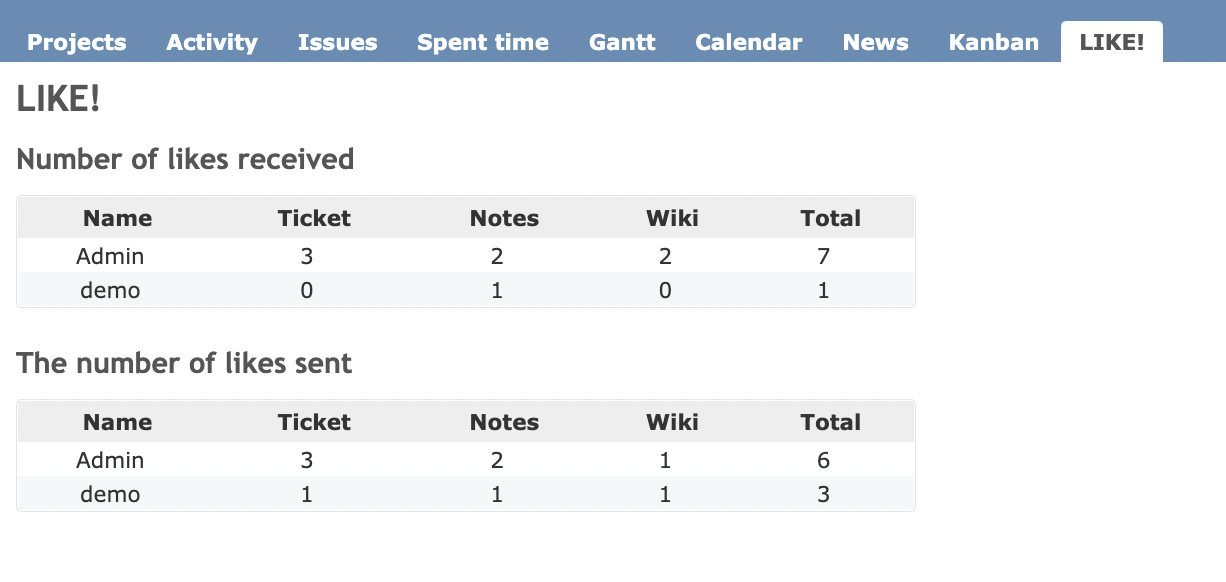 Projects Activity Issues Spent time Gantt Calendar News Kanban LIKE!
LIKE!
Number of likes received
Name Ticket Notes Wiki Total
Admin 3 2 2 7
demo 0 1 0 1
The number of likes sent
Name Ticket Notes Wiki Total
Admin 3 2 1 6
demo 1 1 1 3